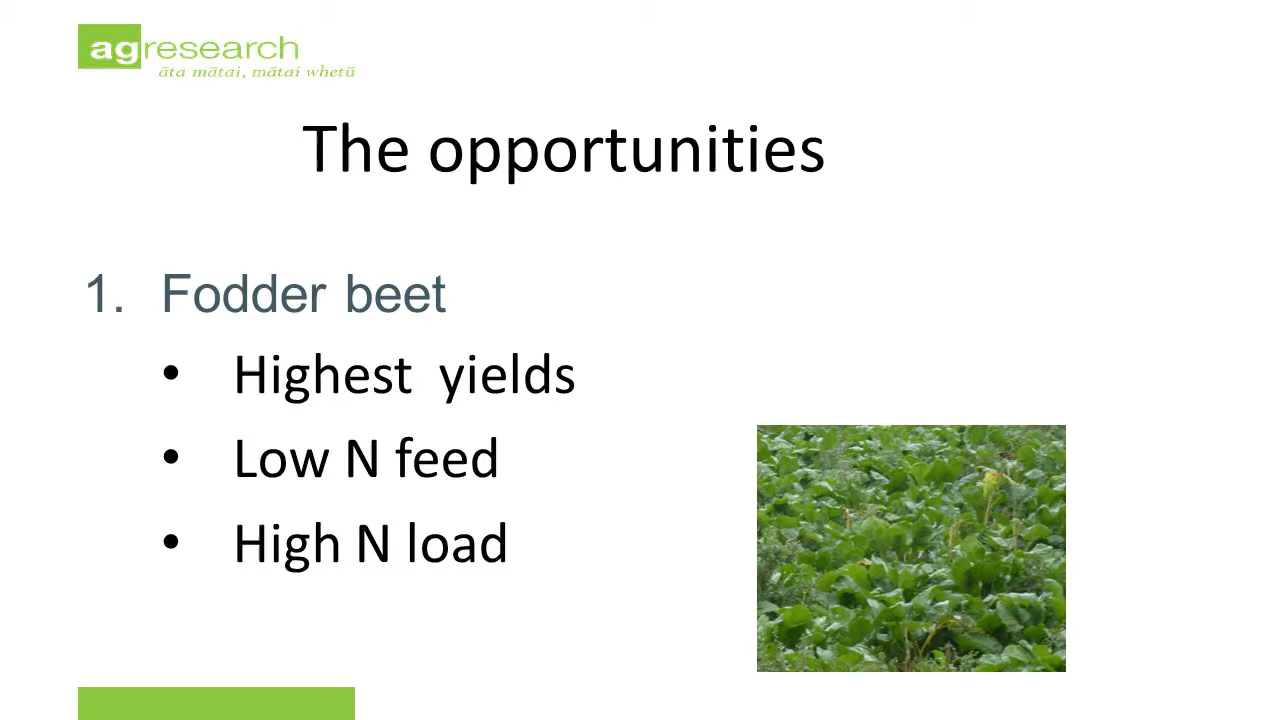 agresearch
āta mātai, mātai whetū
The opportunities
1. Fodder beet
• Highest yields
• Low N feed
• High N load